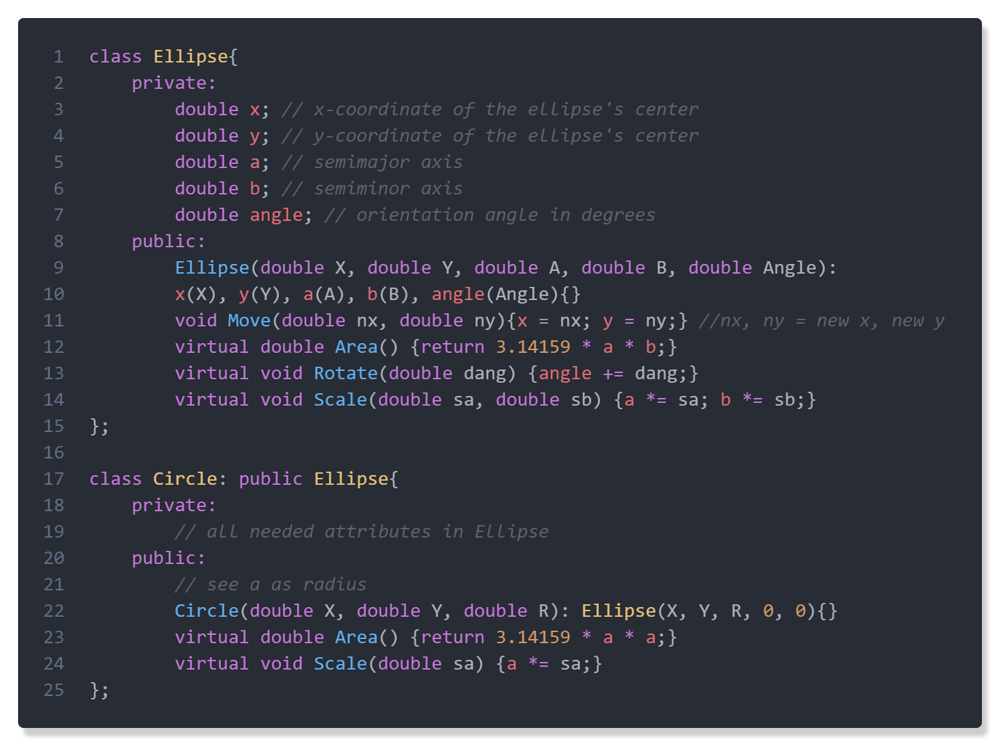 1 class Ellipse{
2 private:
3 double x; // x-coordinate of the ellipse's center
4 double y; // y-coordinate of the ellipse's center
5 double a; // semimajor axis
6 double b; // semiminor axis
7 double angle; // orientation angle in degrees
8 public:
9 Ellipse(double X, double Y, double A, double B, double Angle):
10 x(X), y(Y), a(A), b(B), angle(Angle){}
11 void Move(double nx, double ny){x = nx; y = ny;} //nx, ny = new x, new y
12 virtual double Area() {return 3.14159 * a * b;}
13 virtual void Rotate(double dang) {angle += dang;}
14 virtual void Scale(double sa, double sb) {a *= sa; b *= sb;}
15 };
16
17 class Circle: public Ellipse{
18 private:
19 // all needed attributes in Ellipse
20 public:
21 // see a as radius
22 Circle(double X, double Y, double R): Ellipse(X, Y, R, 0, 0){}
23 virtual double Area() {return 3.14159 * a * a;}
24 virtual void Scale(double sa) {a *= sa;}
25 };